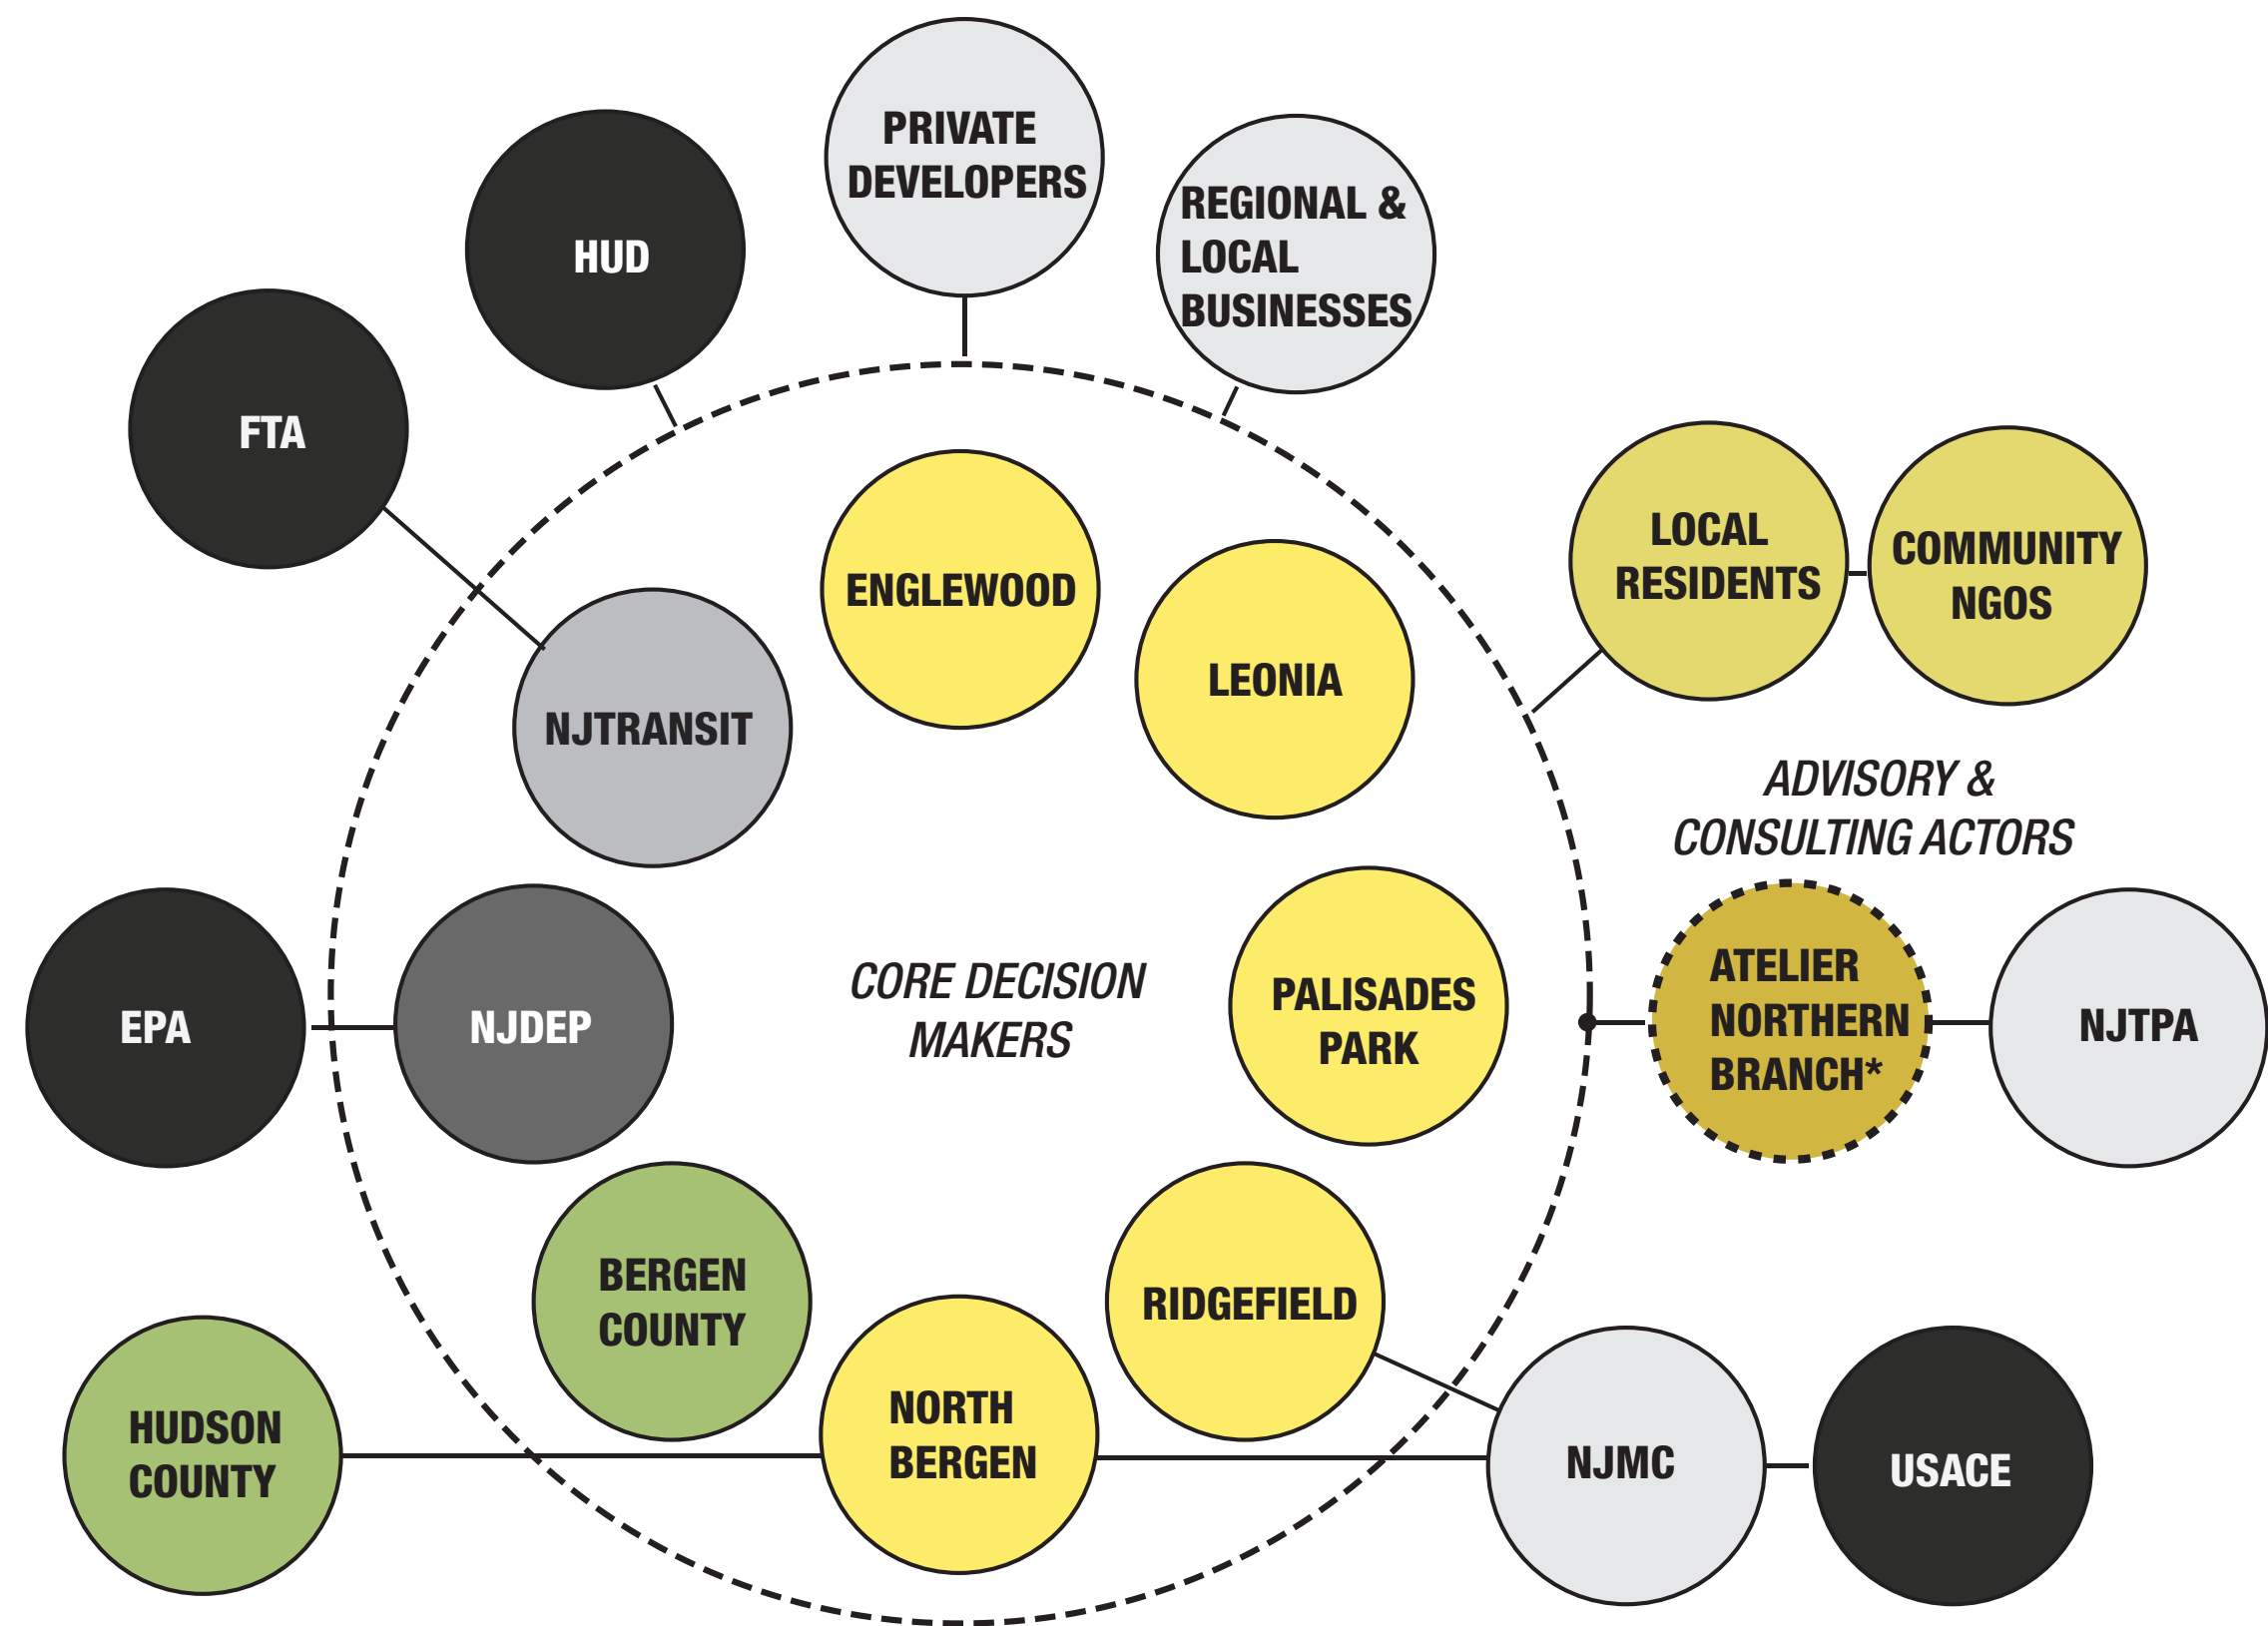 PRIVATE
DEVELOPERS
HUD
REGIONAL &
LOCAL
BUSINESSES
FTA
LOCAL
RESIDENTS
COMMUNITY
NGOS
ENGLEWOOD
LEONIA
NJTRANSIT
ADVISORY &
CONSULTING ACTORS
EPA
NJDEP
CORE DECISION
MAKERS
PALISADES
PARK
ATELIER
NORTHERN
BRANCH*
NJTPA
BERGEN
COUNTY
RIDGEFIELD
HUDSON
COUNTY
NORTH
BERGEN
NJMC
USACE